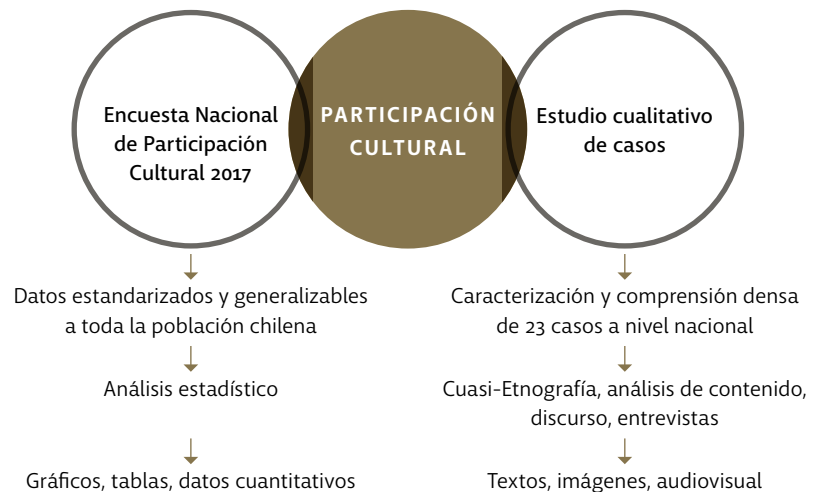 Encuesta Nacional
de Participación
Cultural 2017
PARTICIPACIÓN
CULTURAL
Estudio cualitativo
de casos
Datos estandarizados y generalizables
a toda la población chilena
Análisis estadístico
Gráficos, tablas, datos cuantitativos
Caracterización y comprensión densa
de 23 casos a nivel nacional
Cuasi-Etnografía, análisis de contenido,
discurso, entrevistas
Textos, imágenes, audiovisual